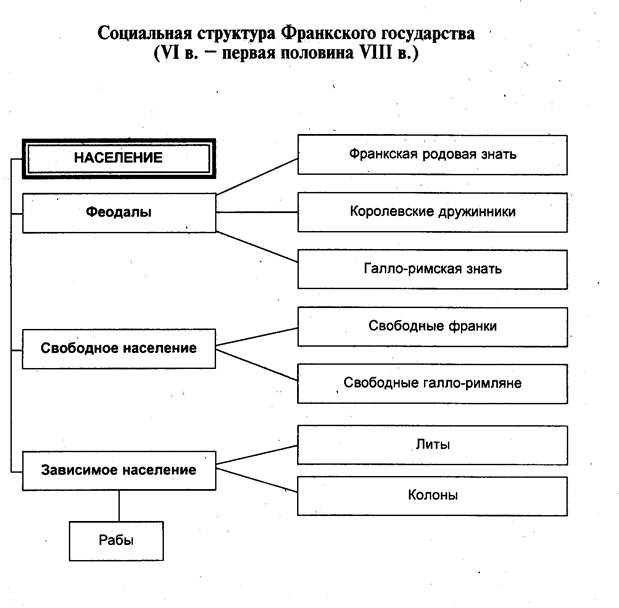 Социальная структура Франкского государства
(VI в. — первая половина VIII в.)
НАСЕЛЕНИЕ
Феодалы
Франкская родовая знать
Королевские дружинники
Галло-римская знать
Свободное население
Свободные франки
Свободные галло-римляне
Зависимое население
Литы
Колоны
Рабы